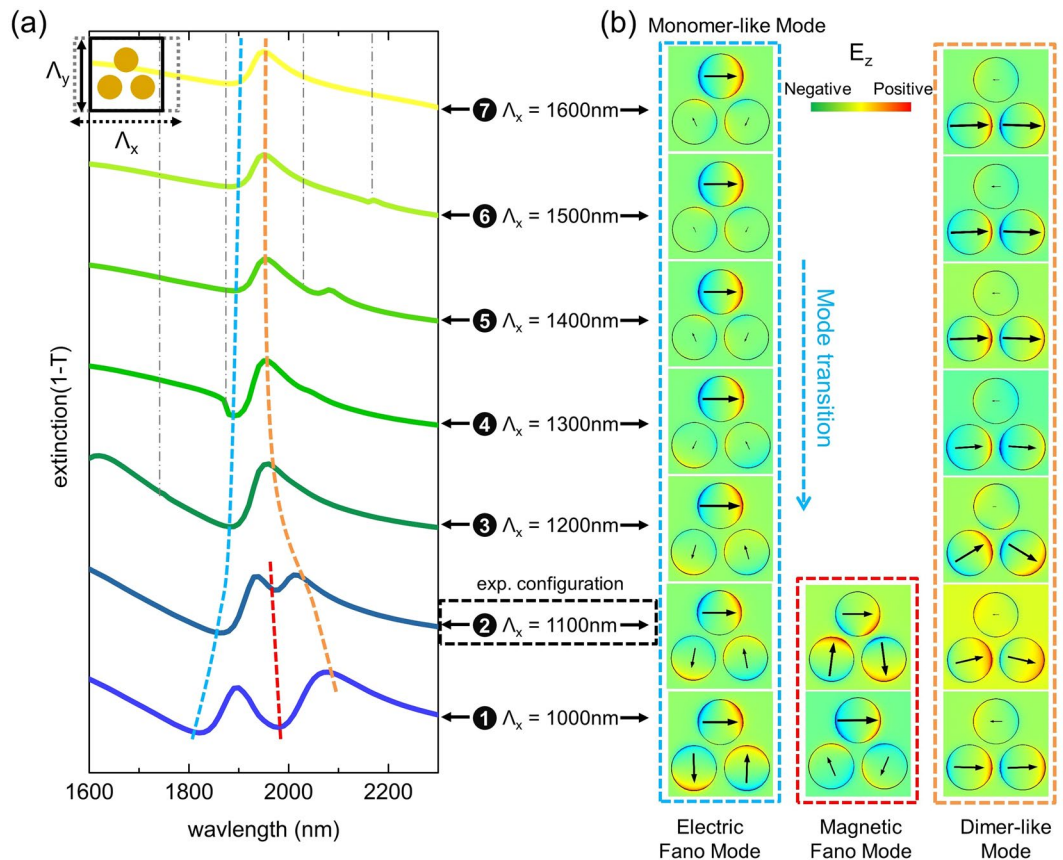 (a)
(b)
Monomer-like Mode
Λy
Λx
extinction(1-T)
1600
1800
2000
2200
wavlength (nm)
7 Λx = 1600nm
6 Λx = 1500nm
5 Λx = 1400nm
4 Λx = 1300nm
3 Λx = 1200nm
exp. configuration
2 Λx = 1100nm
1 Λx = 1000nm
Ez
Negative Positive
Mode transition
Electric
Fano Mode
Magnetic
Fano Mode
Dimer-like
Mode